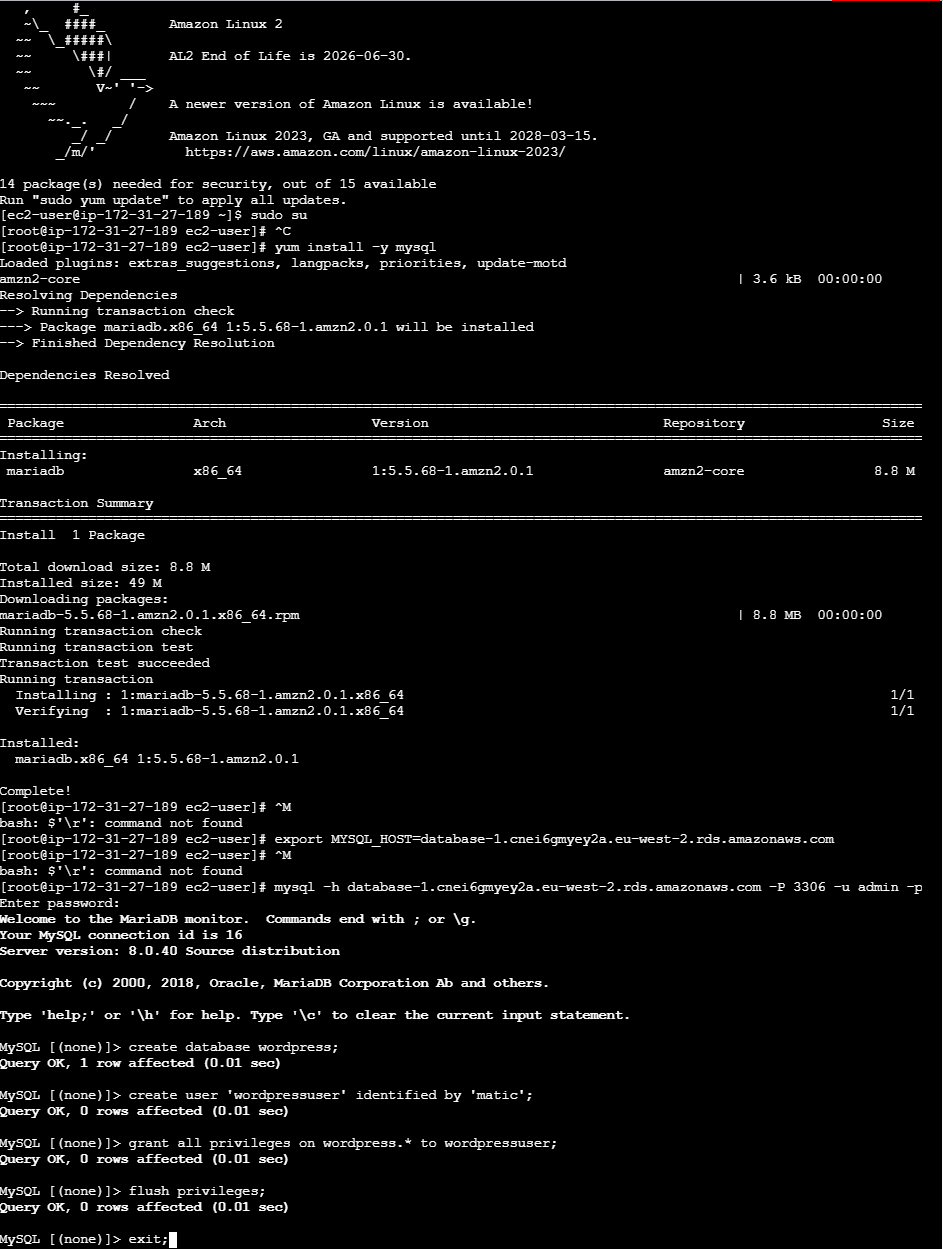 ,     #_
   ~\_  ####_        Amazon Linux 2
  ~~  \_#####\
  ~~     \###|       AL2 End of Life is 2026-06-30.
  ~~       \#/ ___
   ~~       V~' '->
    ~~~         /    A newer version of Amazon Linux is available!
      ~~._.   _/
         _/ _/       Amazon Linux 2023, GA and supported until 2028-03-15.
       _/m/'           https://aws.amazon.com/linux/amazon-linux-2023/
14 package(s) needed for security, out of 15 available
Run "sudo yum update" to apply all updates.
[ec2-user@ip-172-31-27-189 ~]$ sudo su
[root@ip-172-31-27-189 ec2-user]# ^C
[root@ip-172-31-27-189 ec2-user]# yum install -y mysql
Loaded plugins: extras_suggestions, langpacks, priorities, update-motd
amzn2-core | 3.6 kB  00:00:00
Resolving Dependencies
--> Running transaction check
---> Package mariadb.x86_64 1:5.5.68-1.amzn2.0.1 will be installed
--> Finished Dependency Resolution
Dependencies Resolved
Package Arch Version Repository Size
Installing:
mariadb x86_64 1:5.5.68-1.amzn2.0.1 amzn2-core 8.8 M
Transaction Summary
Install  1 Package
Total download size: 8.8 M
Installed size: 49 M
Downloading packages:
mariadb-5.5.68-1.amzn2.0.1.x86_64.rpm | 8.8 MB  00:00:00
Running transaction check
Running transaction test
Transaction test succeeded
Running transaction
  Installing : 1:mariadb-5.5.68-1.amzn2.0.1.x86_64 1/1
  Verifying  : 1:mariadb-5.5.68-1.amzn2.0.1.x86_64 1/1
Installed:
  mariadb.x86_64 1:5.5.68-1.amzn2.0.1
Complete!
[root@ip-172-31-27-189 ec2-user]# ^M
bash: $'\r': command not found
[root@ip-172-31-27-189 ec2-user]# export MYSQL_HOST=database-1.cnei6gmyey2a.eu-west-2.rds.amazonaws.com
[root@ip-172-31-27-189 ec2-user]# ^M
bash: $'\r': command not found
[root@ip-172-31-27-189 ec2-user]# mysql -h database-1.cnei6gmyey2a.eu-west-2.rds.amazonaws.com -P 3306 -u admin -p
Enter password:
Welcome to the MariaDB monitor.  Commands end with ; or \g.
Your MySQL connection id is 16
Server version: 8.0.40 Source distribution
Copyright (c) 2000, 2018, Oracle, MariaDB Corporation Ab and others.
Type 'help;' or '\h' for help. Type '\c' to clear the current input statement.
MySQL [(none)]> create database wordpress;
Query OK, 1 row affected (0.01 sec)
MySQL [(none)]> create user 'wordpressuser' identified by 'matic';
Query OK, 0 rows affected (0.01 sec)
MySQL [(none)]> grant all privileges on wordpress.* to wordpressuser;
Query OK, 0 rows affected (0.01 sec)
MySQL [(none)]> flush privileges;
Query OK, 0 rows affected (0.01 sec)
MySQL [(none)]> exit;